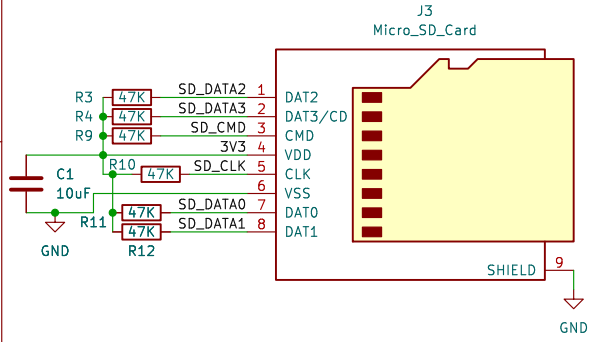 J3
Micro_SD_Card
R3 47K SD_DATA2 1 DAT2
R4 47K SD_DATA3 2 DAT3/CD
R9 47K SD_CMD 3 CMD
3V3 4 VDD
R10 47K SD_CLK 5 CLK
C1
10uF
6 VSS
R11 47K SD_DATA0 7 DAT0
47K SD_DATA1 8 DAT1
R12
GND
SHIELD 9
GND